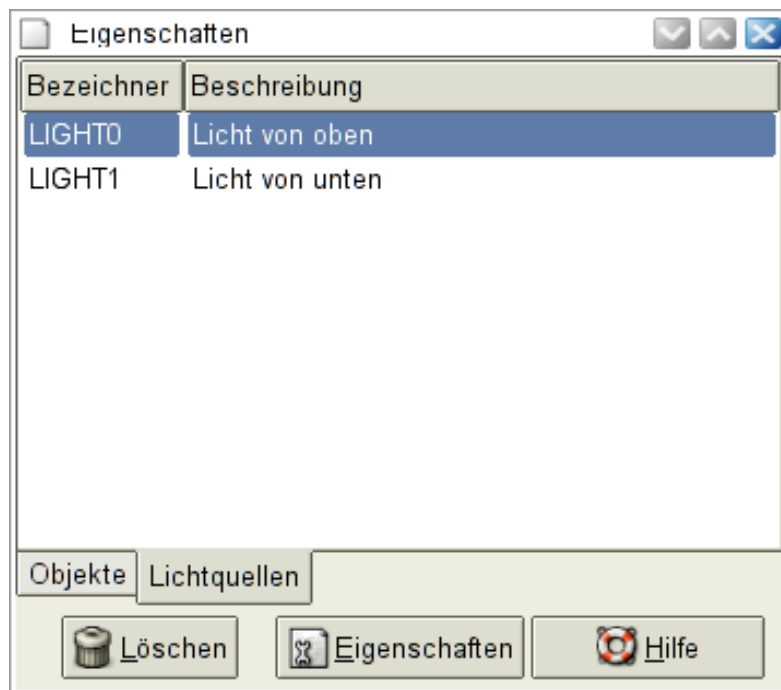 Eigenschaften
Bezeichner Beschreibung
LIGHT0 Licht von oben
LIGHT1 Licht von unten
Objekte Lichtquellen
Löschen Eigenschaften Hilfe